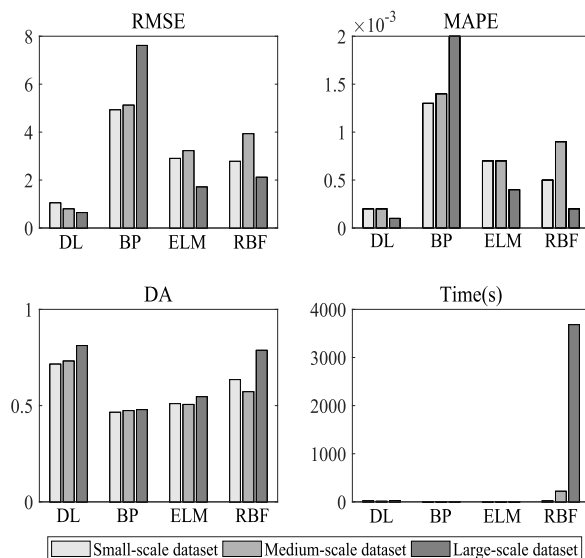 RMSE
8
6
4
2
0
DL BP ELM RBF
MAPE
2 ×10⁻³
1.5
1
0.5
0
DL BP ELM RBF
DA
1
0.5
0
DL BP ELM RBF
Time(s)
4000
3000
2000
1000
0
DL BP ELM RBF
Small-scale dataset Medium-scale dataset Large-scale dataset